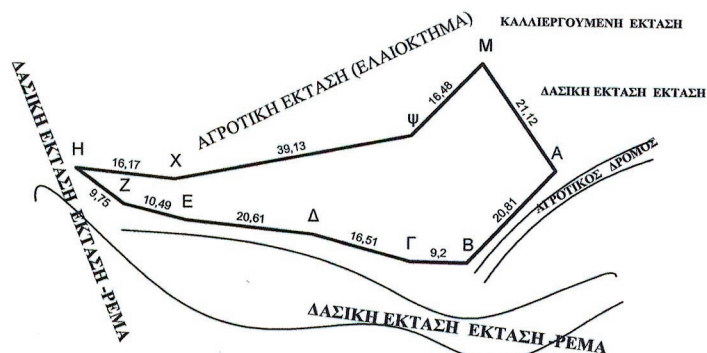 ΚΑΛΛΙΕΡΓΟΥΜΕΝΗ ΕΚΤΑΣΗ
ΑΓΡΟΤΙΚΗ ΕΚΤΑΣΗ (ΕΛΑΙΟΚΤΗΜΑ)
Μ
ΔΑΣΙΚΗ ΕΚΤΑΣΗ ΕΚΤΑΣΗ
16,48
21,12
Ψ
39,13
Η
16,17
Χ
Α
ΑΓΡΟΤΙΚΟΣ ΔΡΟΜΟΣ
9,75
Ζ
10,49
Ε
20,61
Δ
16,51
Γ
9,2
Β
20,81
ΔΑΣΙΚΗ ΕΚΤΑΣΗ ΕΚΤΑΣΗ -ΡΕΜΑ
ΔΑΣΙΚΗ ΕΚΤΑΣΗ ΕΚΤΑΣΗ -ΡΕΜΑ